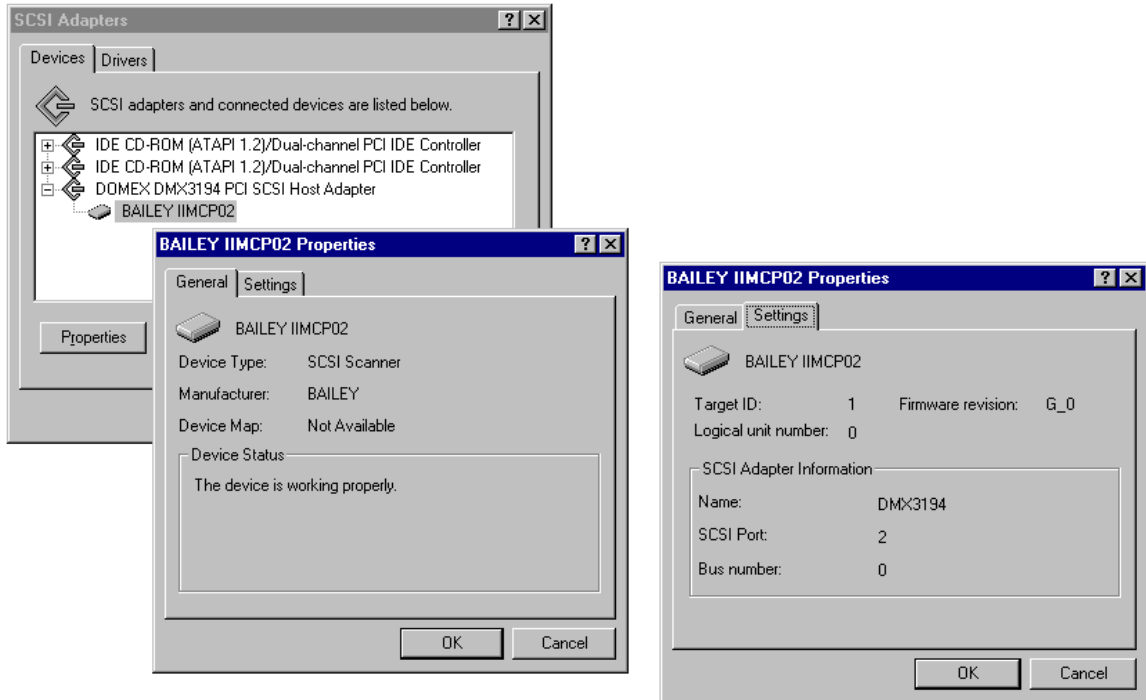 SCSI Adapters
Devices Drivers
SCSI adapters and connected devices are listed below.
IDE CD-ROM (ATAPI 1.2)/Dual-channel PCI IDE Controller
IDE CD-ROM (ATAPI 1.2)/Dual-channel PCI IDE Controller
DOMEX DMX3194 PCI SCSI Host Adapter
BAILEY IIMCP02
Properties
BAILEY IIMCP02 Properties
General Settings
BAILEY IIMCP02
Device Type: SCSI Scanner
Manufacturer: BAILEY
Device Map: Not Available
Device Status
The device is working properly.
OK Cancel
BAILEY IIMCP02 Properties
General Settings
BAILEY IIMCP02
Target ID: 1 Firmware revision: G_0
Logical unit number: 0
SCSI Adapter Information
Name: DMX3194
SCSI Port: 2
Bus number: 0
OK Cancel